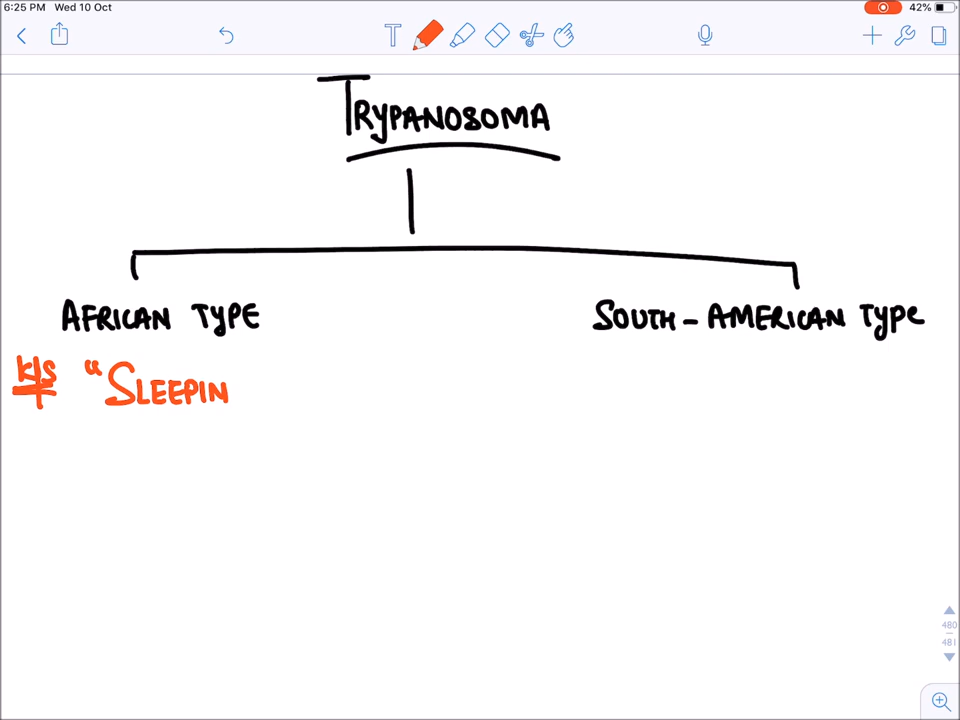 6:25 PM Wed 10 Oct 42%
T
TRYPANOSOMA
AFRICAN TYPE SOUTH-AMERICAN TYPE
K/S "SLEEPIN
480
481